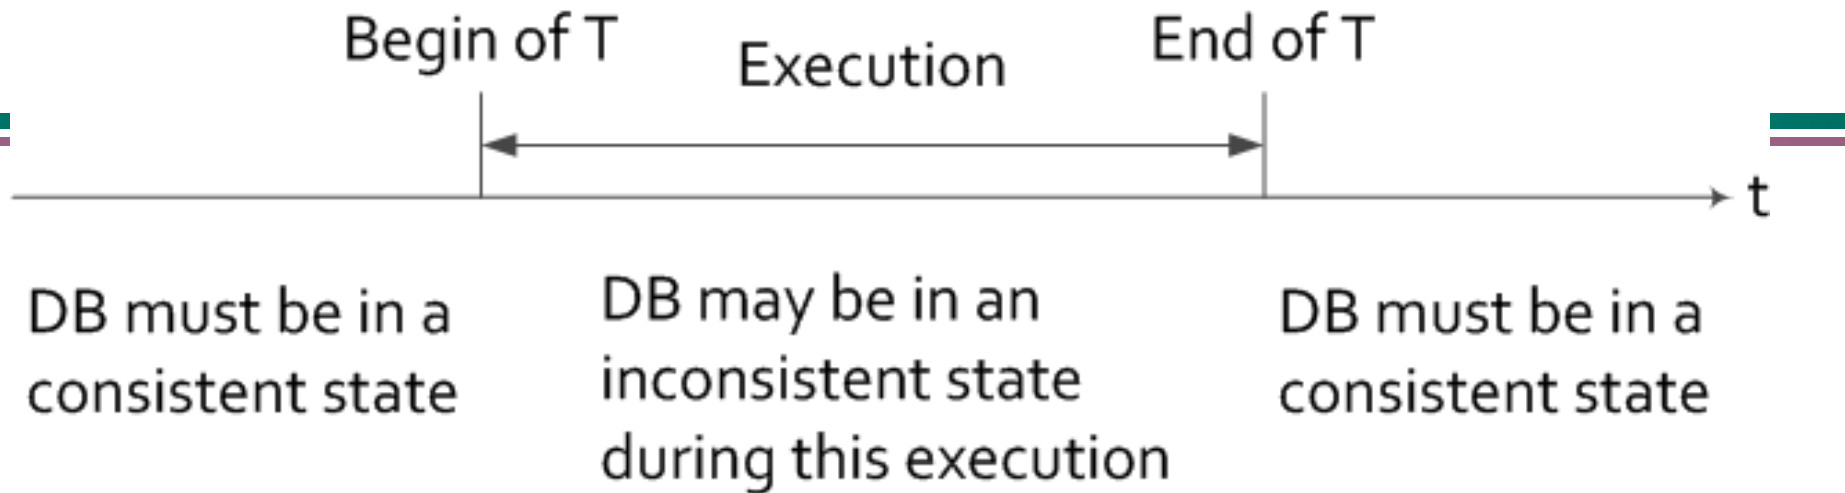 Begin of T
Execution
End of T
t
DB must be in a
consistent state
DB may be in an
inconsistent state
during this execution
DB must be in a
consistent state